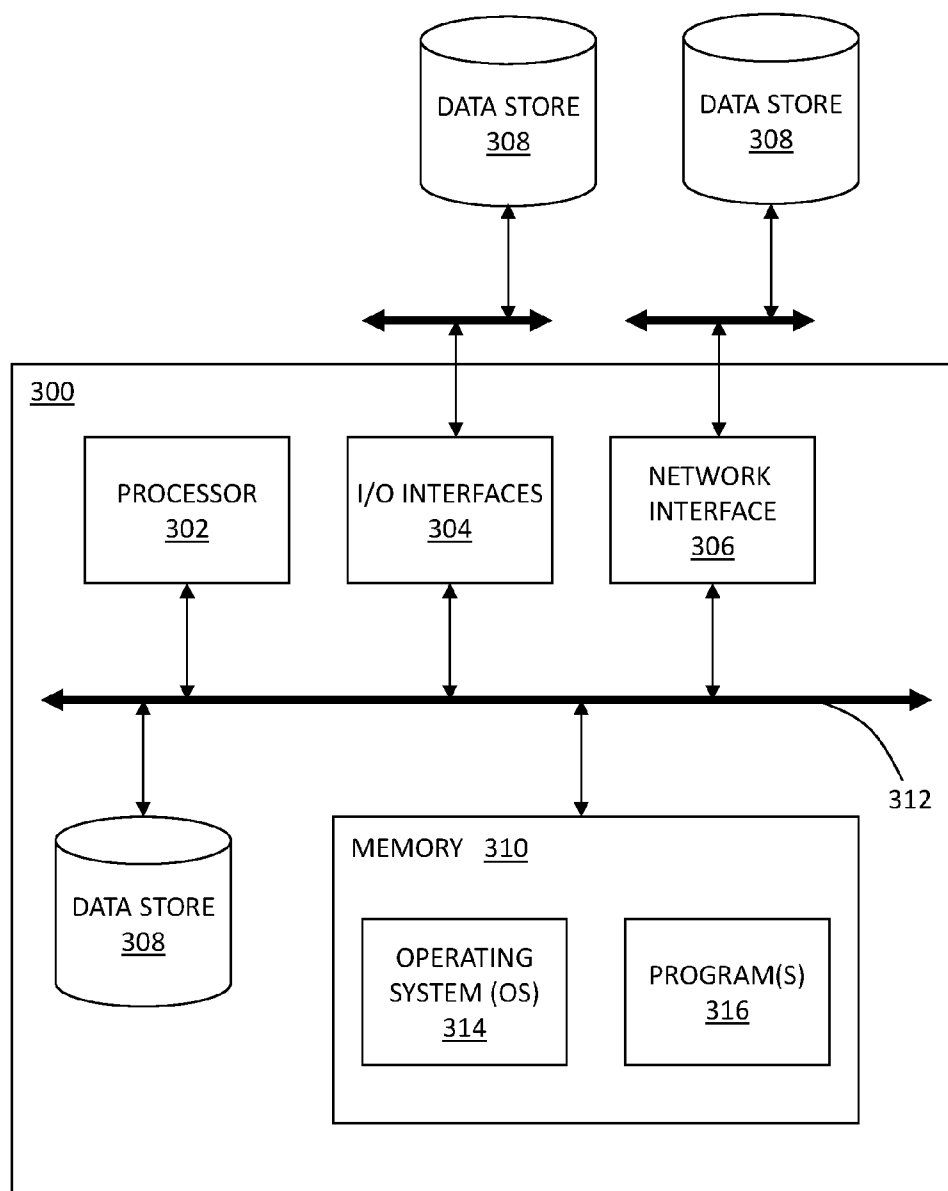 DATA STORE
308
DATA STORE
308
300
PROCESSOR
302
I/O INTERFACES
304
NETWORK
INTERFACE
306
312
DATA STORE
308
MEMORY 310
OPERATING
SYSTEM (OS)
314
PROGRAM(S)
316